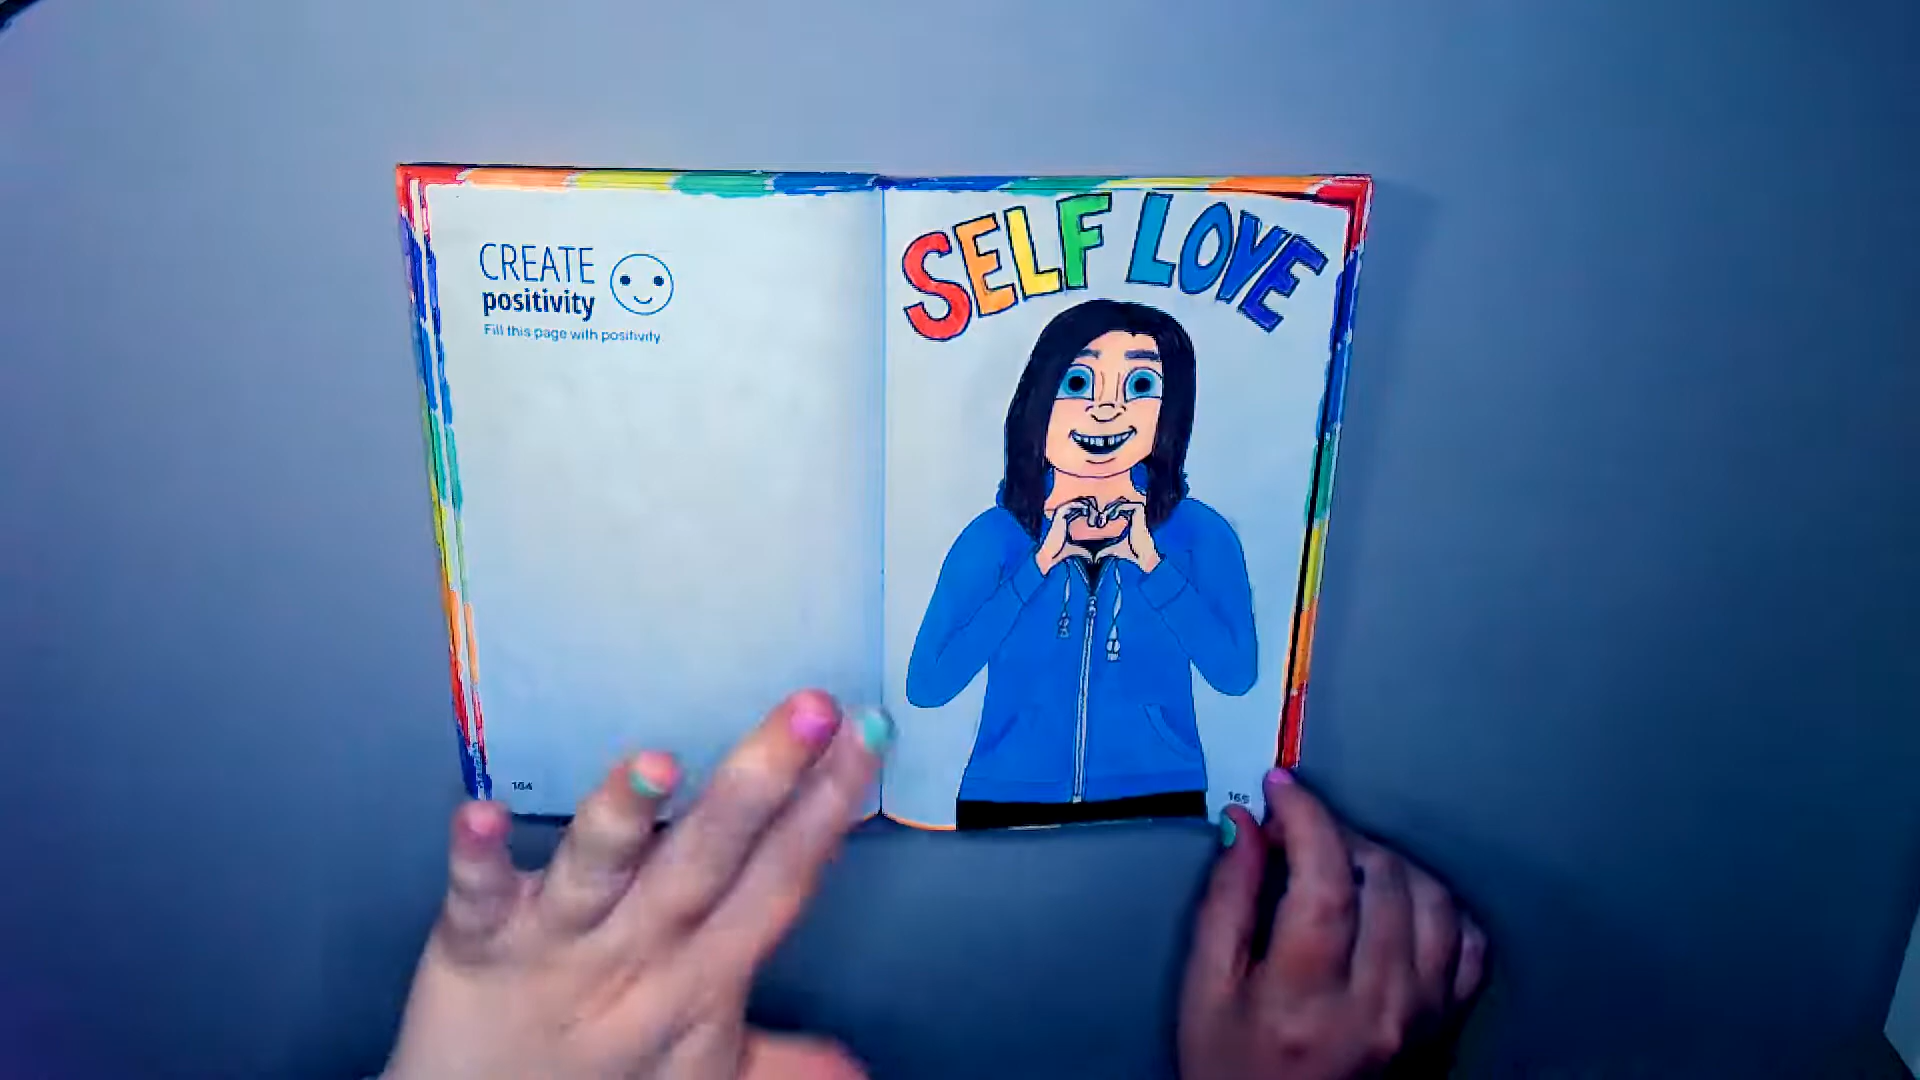 CREATE
positivity
Fill this page with positivity
164
SELF LOVE
165